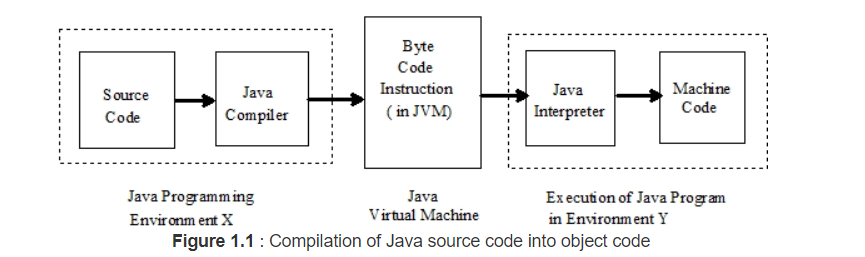 Source
Code
Java
Compiler
Byte
Code
Instruction
( in JVM)
Java
Interpreter
Machine
Code
Java Programming
Environment X
Java
Virtual Machine
Execution of Java Program
in Environment Y
Figure 1.1 : Compilation of Java source code into object code